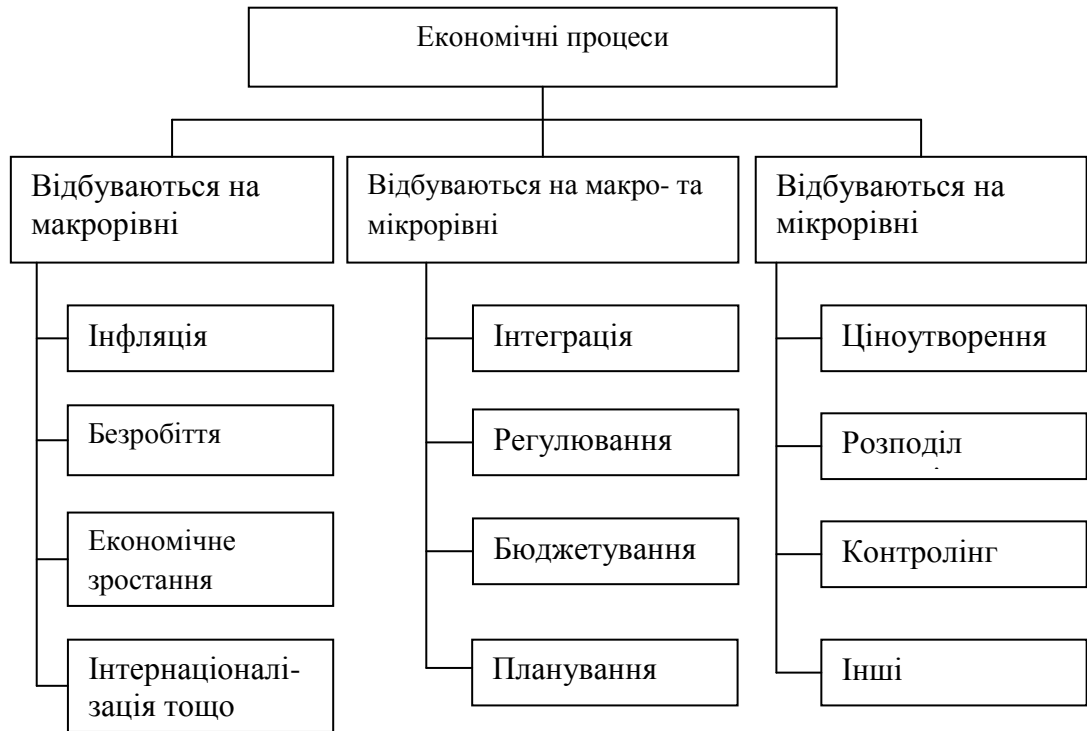 Економічні процеси
Відбуваються на
макрорівні
Відбуваються на макро- та
мікрорівні
Відбуваються на
мікрорівні
Інфляція
Безробіття
Економічне
зростання
Інтернаціоналі-
зація тощо
Інтеграція
Регулювання
Бюджетування
Планування
Ціноутворення
Розподіл
Контролінг
Інші